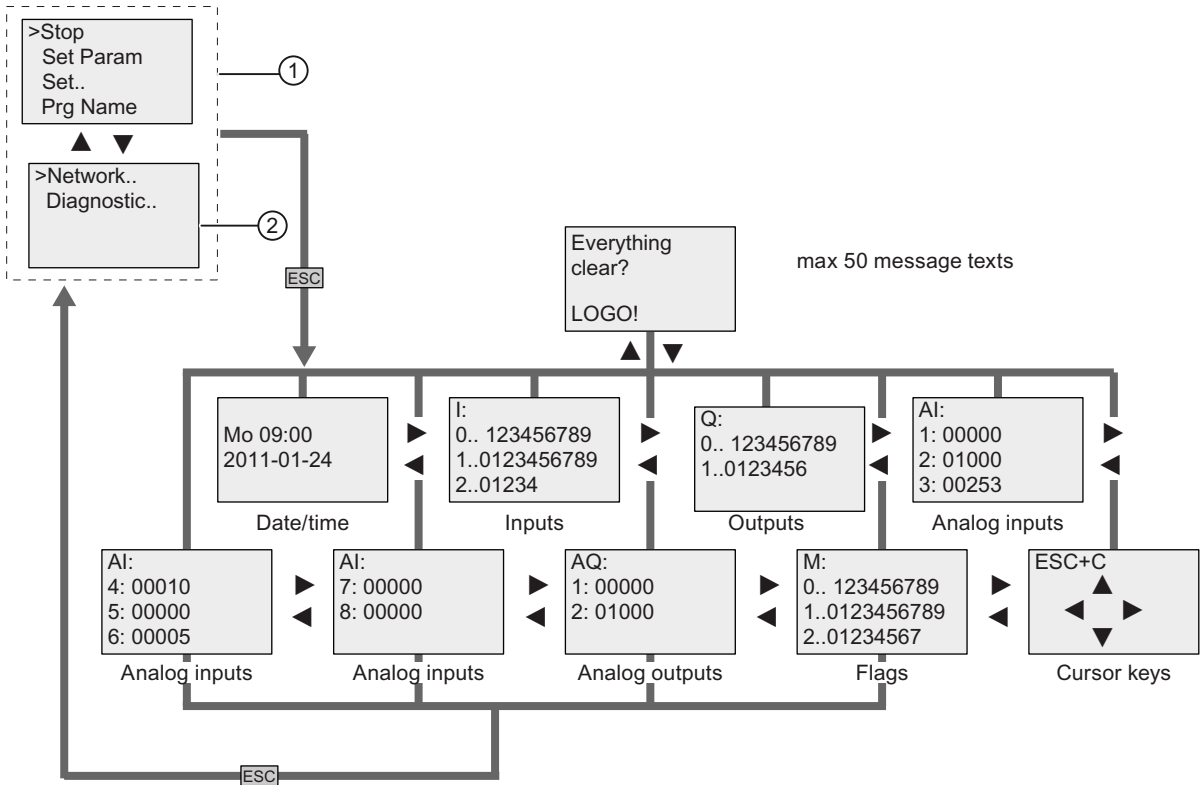 >Stop
Set Param
Set..
Prg Name
1
>Network..
Diagnostic..
2
ESC
Everything
clear?
LOGO!
max 50 message texts
Mo 09:00
2011-01-24
Date/time
I:
0.. 123456789
1..0123456789
2..01234
Inputs
Q:
0.. 123456789
1..0123456
Outputs
AI:
1: 00000
2: 01000
3: 00253
Analog inputs
AI:
4: 00010
5: 00000
6: 00005
Analog inputs
AI:
7: 00000
8: 00000
Analog inputs
AQ:
1: 00000
2: 01000
Analog outputs
M:
0.. 123456789
1..0123456789
2..01234567
Flags
ESC+C
Cursor keys
ESC